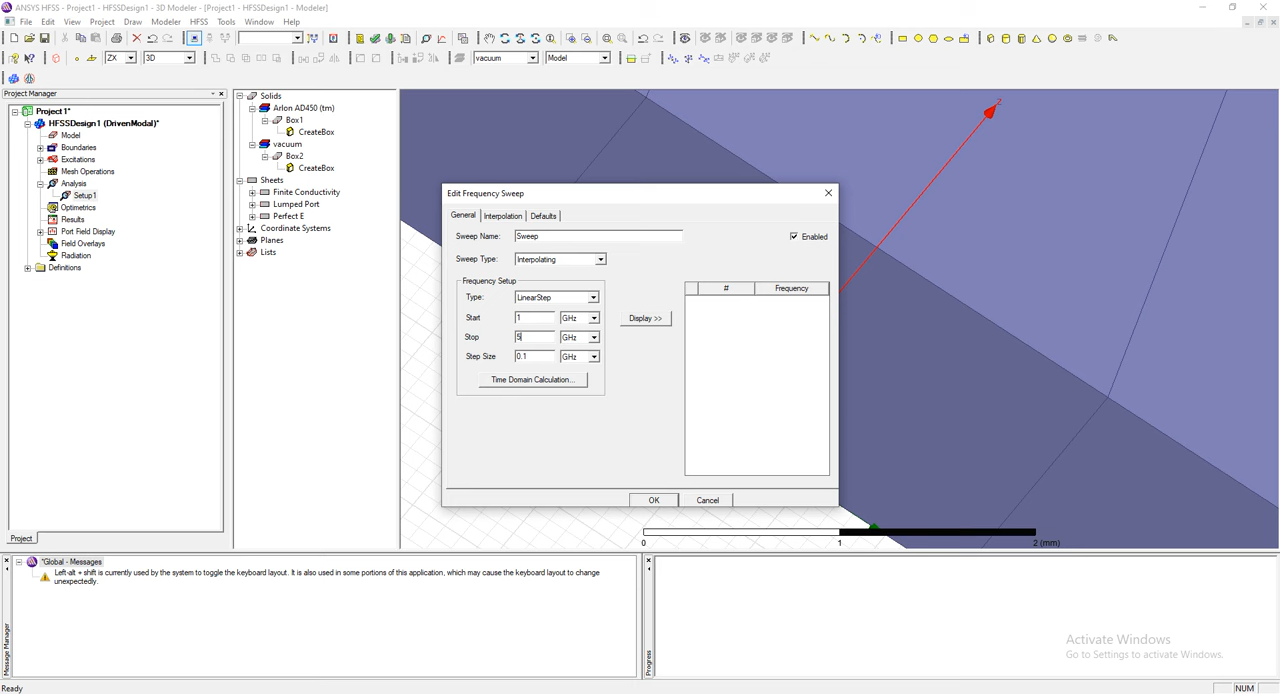 ANSYS HFSS - Project1 - HFSSDesign1 - 3D Modeler - [Project1 - HFSSDesign1 - Modeler]
File Edit View Project Draw Modeler HFSS Tools Window Help
ZX 3D vacuum Model
Project Manager
Project1*
HFSSDesign1 (DrivenModal)*
Model
Boundaries
Excitations
Mesh Operations
Analysis
Setup1
Optimetrics
Results
Port Field Display
Field Overlays
Radiation
Definitions
Project
Solids
Arlon AD450 (tm)
Box1
CreateBox
vacuum
Box2
CreateBox
Sheets
Finite Conductivity
Lumped Port
Perfect E
Coordinate Systems
Planes
Lists
Z
Edit Frequency Sweep
General Interpolation Defaults
Sweep Name: Sweep Enabled
Sweep Type: Interpolating
Frequency Setup
Type: LinearStep
Start 1 GHz
Stop 5 GHz
Step Size 0.1 GHz
Time Domain Calculation...
Display >>
# Frequency
OK Cancel
0 1 2 (mm)
*Global - Messages
Left-alt + shift is currently used by the system to toggle the keyboard layout. It is also used in some portions of this application, which may cause the keyboard layout to change
unexpectedly.
Message Manager
Progress
Activate Windows
Go to Settings to activate Windows.
Ready NUM